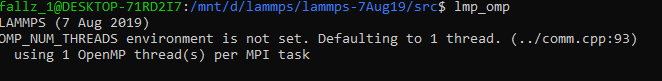 fallz_1@DESKTOP-71RD2I7:/mnt/d/lammps/lammps-7Aug19/src$ lmp_omp
LAMMPS (7 Aug 2019)
OMP_NUM_THREADS environment is not set. Defaulting to 1 thread. (../comm.cpp:93)
  using 1 OpenMP thread(s) per MPI task